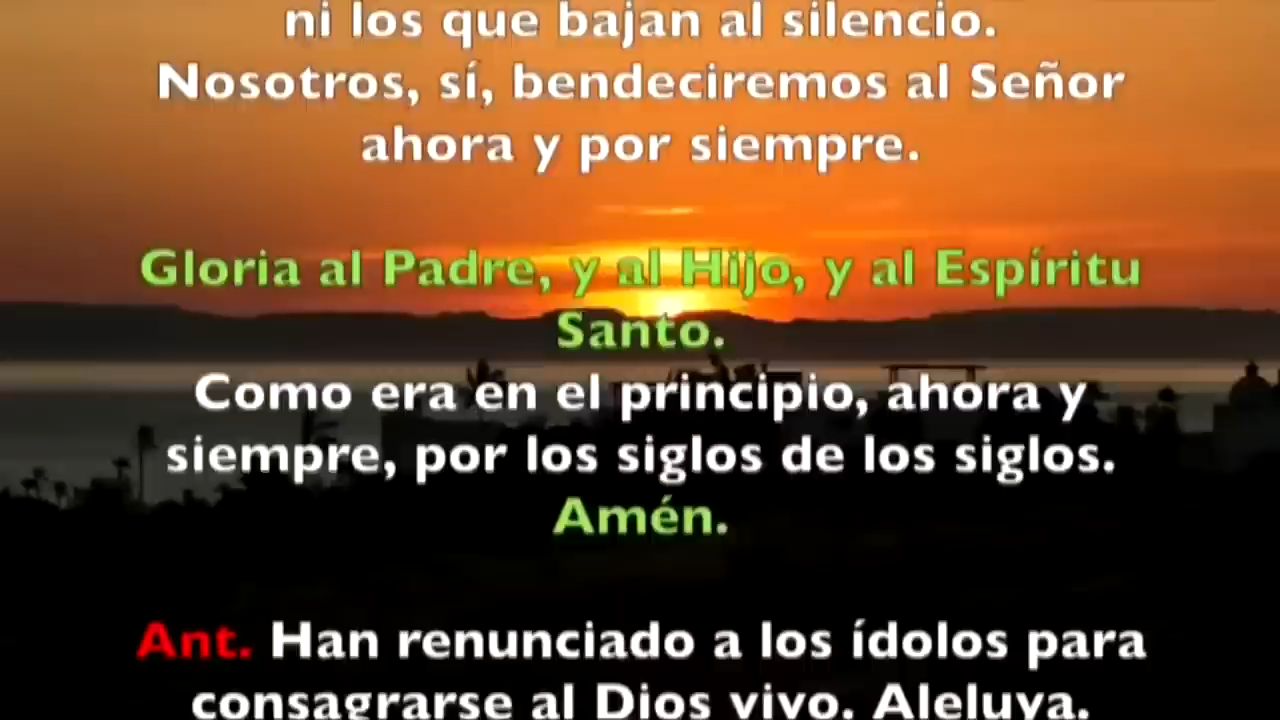 ni los que bajan al silencio.
Nosotros, sí, bendeciremos al Señor
ahora y por siempre.
Gloria al Padre, y al Hijo, y al Espíritu
Santo.
Como era en el principio, ahora y
siempre, por los siglos de los siglos.
Amén.
Ant. Han renunciado a los ídolos para
consagrarse al Dios vivo. Aleluya.